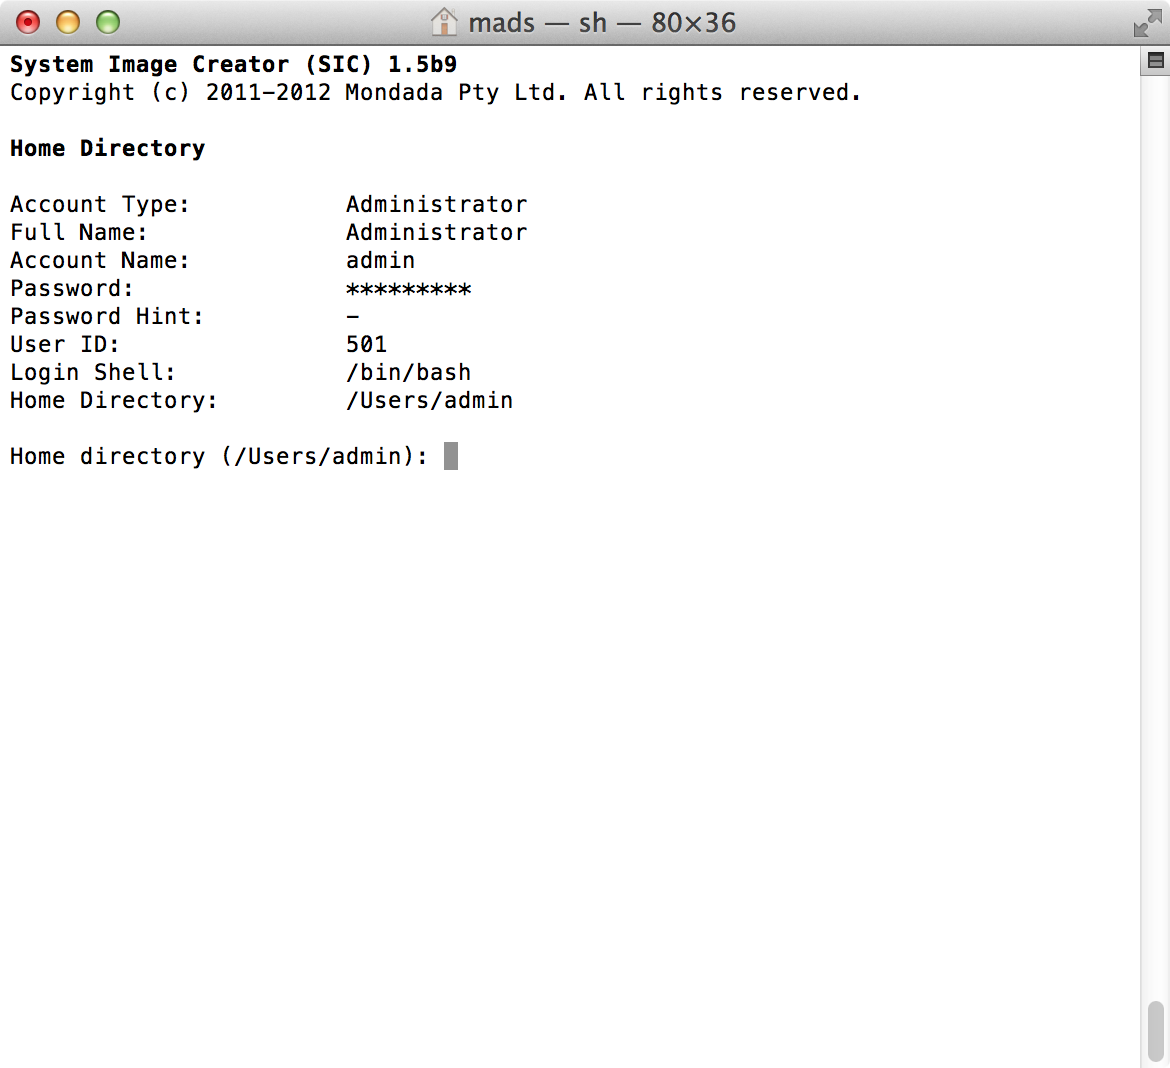 mads — sh — 80×36
System Image Creator (SIC) 1.5b9
Copyright (c) 2011-2012 Mondada Pty Ltd. All rights reserved.
Home Directory
Account Type: Administrator
Full Name: Administrator
Account Name: admin
Password: *********
Password Hint: -
User ID: 501
Login Shell: /bin/bash
Home Directory: /Users/admin
Home directory (/Users/admin):